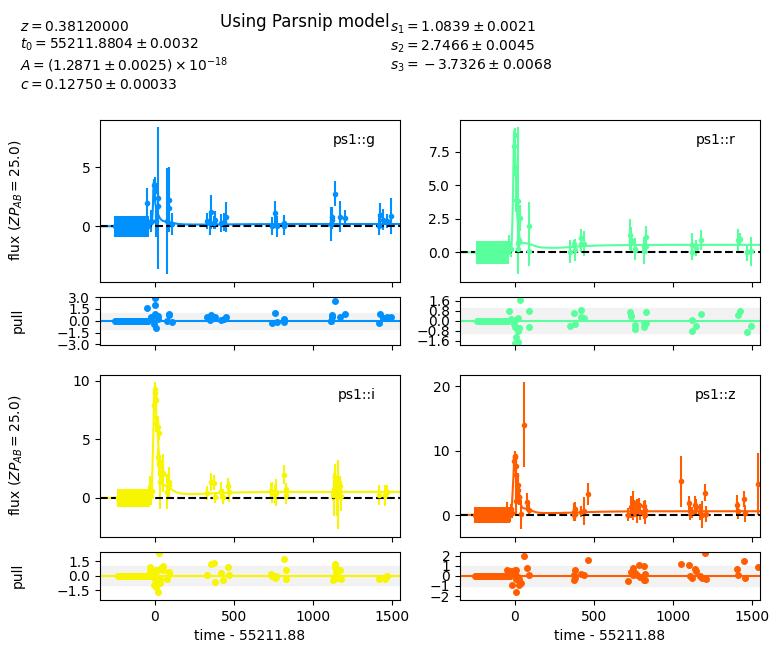 Using Parsnip model
z = 0.38120000
t₀ = 55211.8804 ± 0.0032
A = (1.2871 ± 0.0025) × 10⁻¹⁸
c = 0.12750 ± 0.00033
s₁ = 1.0839 ± 0.0021
s₂ = 2.7466 ± 0.0045
s₃ = −3.7326 ± 0.0068
flux (ZP_AB = 25.0)
5
0
ps1::g
7.5
5.0
2.5
0.0
ps1::r
pull
3.0
1.5
0.0
−1.5
−3.0
1.6
0.8
0.0
−0.8
−1.6
flux (ZP_AB = 25.0)
10
5
0
ps1::i
20
10
0
ps1::z
pull
1.5
0.0
−1.5
2
1
0
−1
−2
0 500 1000 1500
time - 55211.88
0 500 1000 1500
time - 55211.88